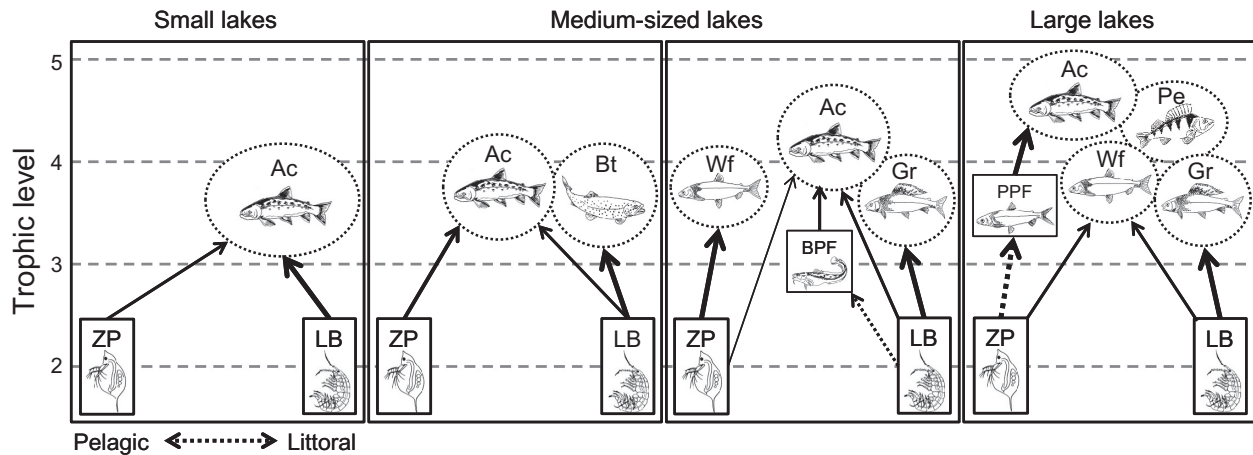 Small lakes
Medium-sized lakes
Large lakes
Trophic level
5
4
3
2
Ac
ZP
LB
Ac
Bt
ZP
LB
Wf
Ac
Gr
BPF
ZP
LB
Ac
Pe
Wf
Gr
PPF
ZP
LB
Pelagic
Littoral